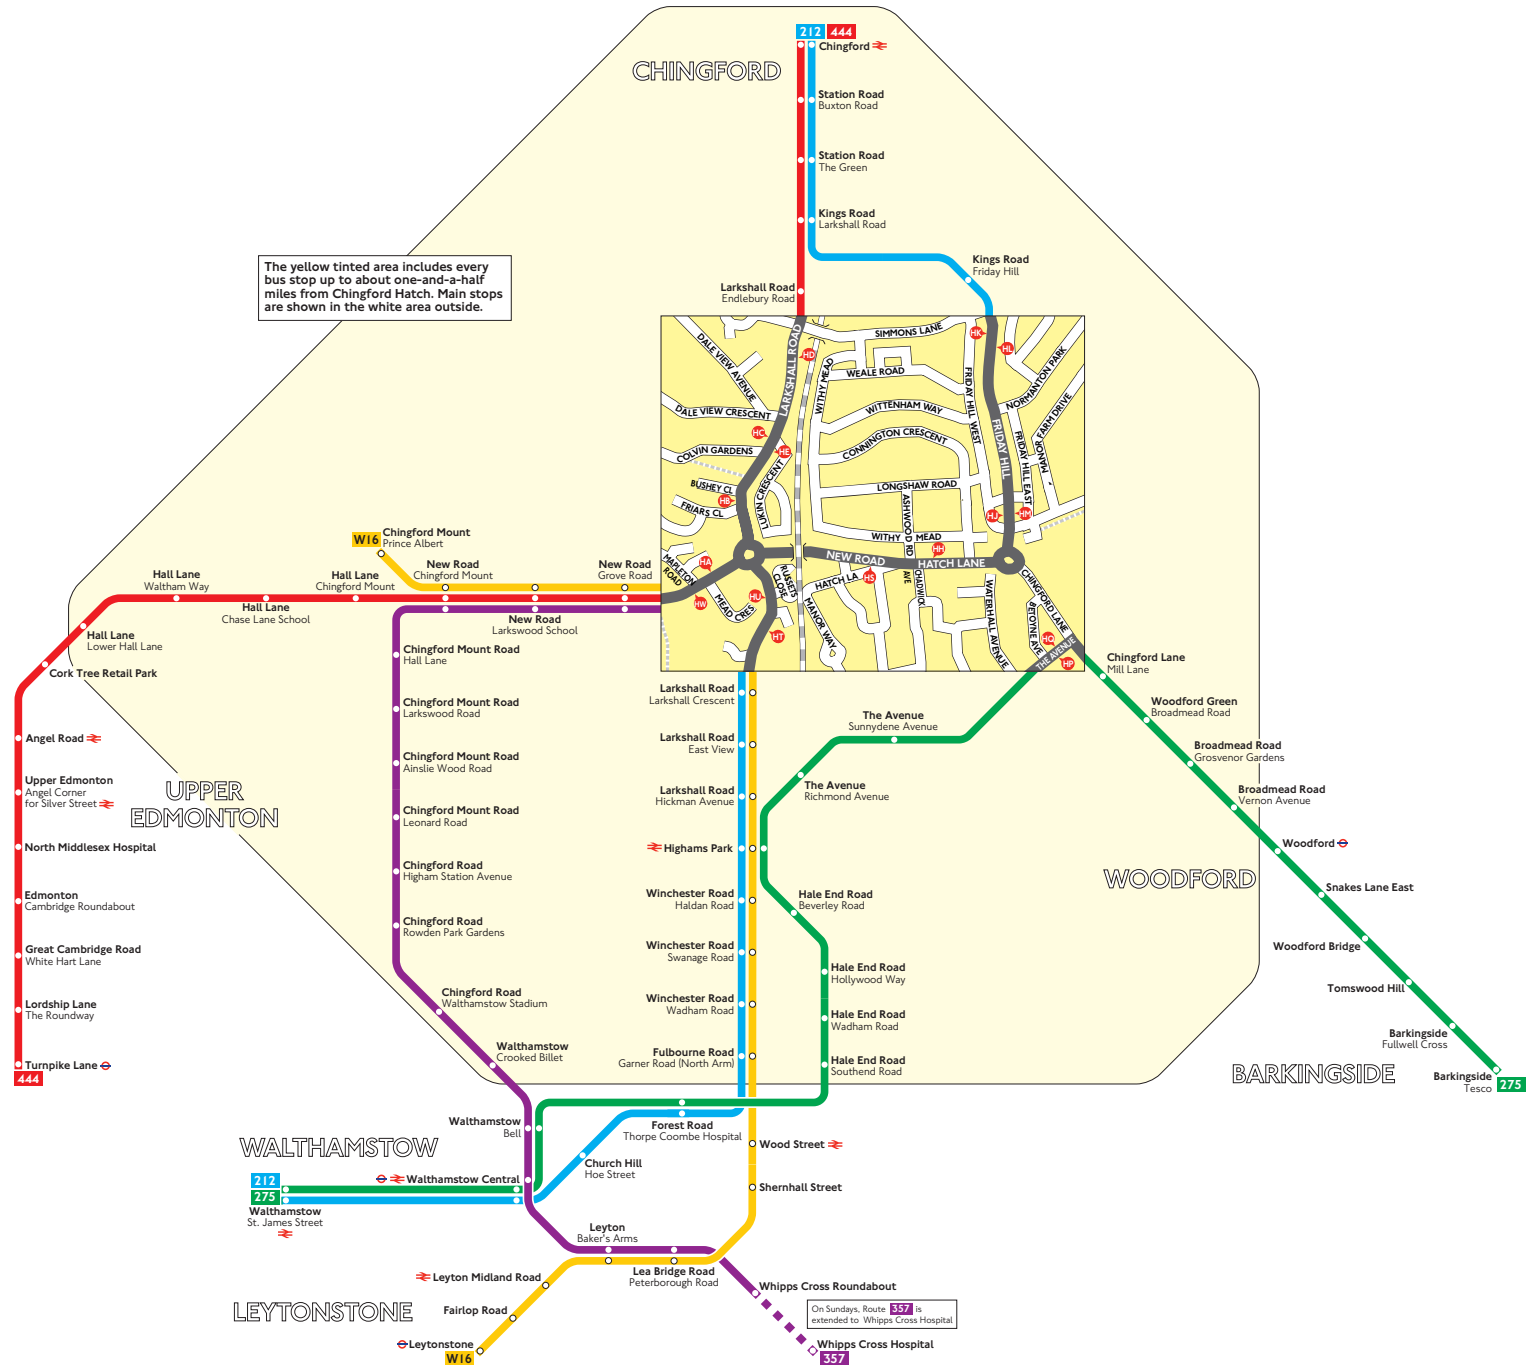 212 444
Chingford
CHINGFORD
Station Road
Buxton Road
Station Road
The Green
Kings Road
Larkshall Road
Kings Road
Friday Hill
The yellow tinted area includes every
bus stop up to about one-and-a-half
miles from Chingford Hatch. Main stops
are shown in the white area outside.
Larkshall Road
Endlebury Road
SIMMONS LANE
HK
HL
HD
LARKSHALL ROAD
DALE VIEW AVENUE
WITHY MEAD
WEALE ROAD
FRIDAY HILL WEST
NORMANTON PARK
DALE VIEW CRESCENT
WITTENHAM WAY
MANOR FARM DRIVE
HC
CONNINGTON CRESCENT
FRIDAY HILL
FRIDAY HILL EAST
COLVIN GARDENS
HE
BUSHEY CL
LUKIN CRESCENT
LONGSHAW ROAD
HB
FRIARS CL
ASHWOOD RD
HJ
HM
WITHY MEAD
HH
NEW ROAD
HATCH LANE
MAPLETON
ROAD
HA
RUSSETS
CLOSE
HATCH LA
HS
CHADWICK
AVE
CHINGFORD LANE
HW
MEAD CRES
HU
MANOR WAY
WATERHALL AVENUE
BETOYNE AVE
HT
HQ
THE AVENUE
HP
W16
Chingford Mount
Prince Albert
New Road
Chingford Mount
New Road
Grove Road
Hall Lane
Waltham Way
Hall Lane
Chingford Mount
Hall Lane
Chase Lane School
New Road
Larkswood School
Hall Lane
Lower Hall Lane
Cork Tree Retail Park
Angel Road
Upper Edmonton
Angel Corner
for Silver Street
UPPER
EDMONTON
North Middlesex Hospital
Edmonton
Cambridge Roundabout
Great Cambridge Road
White Hart Lane
Lordship Lane
The Roundway
Turnpike Lane
444
Chingford Mount Road
Hall Lane
Chingford Mount Road
Larkswood Road
Chingford Mount Road
Ainslie Wood Road
Chingford Mount Road
Leonard Road
Chingford Road
Higham Station Avenue
Chingford Road
Rowden Park Gardens
Chingford Road
Walthamstow Stadium
Walthamstow
Crooked Billet
Larkshall Road
Larkshall Crescent
Larkshall Road
East View
Larkshall Road
Hickman Avenue
Highams Park
Winchester Road
Haldan Road
Winchester Road
Swanage Road
Winchester Road
Wadham Road
Fulbourne Road
Garner Road (North Arm)
The Avenue
Sunnydene Avenue
The Avenue
Richmond Avenue
Hale End Road
Beverley Road
Hale End Road
Hollywood Way
Hale End Road
Wadham Road
Hale End Road
Southend Road
Chingford Lane
Mill Lane
Woodford Green
Broadmead Road
Broadmead Road
Grosvenor Gardens
Broadmead Road
Vernon Avenue
Woodford
WOODFORD
Snakes Lane East
Woodford Bridge
Tomswood Hill
Barkingside
Fullwell Cross
BARKINGSIDE
Barkingside
Tesco
275
Walthamstow
Bell
WALTHAMSTOW
Forest Road
Thorpe Coombe Hospital
Wood Street
Church Hill
Hoe Street
Walthamstow Central
212
275
Walthamstow
St. James Street
Shernhall Street
Leyton
Baker's Arms
Lea Bridge Road
Peterborough Road
Leyton Midland Road
Whipps Cross Roundabout
LEYTONSTONE
Fairlop Road
On Sundays, Route 357 is
extended to Whipps Cross Hospital
Leytonstone
W16
Whipps Cross Hospital
357